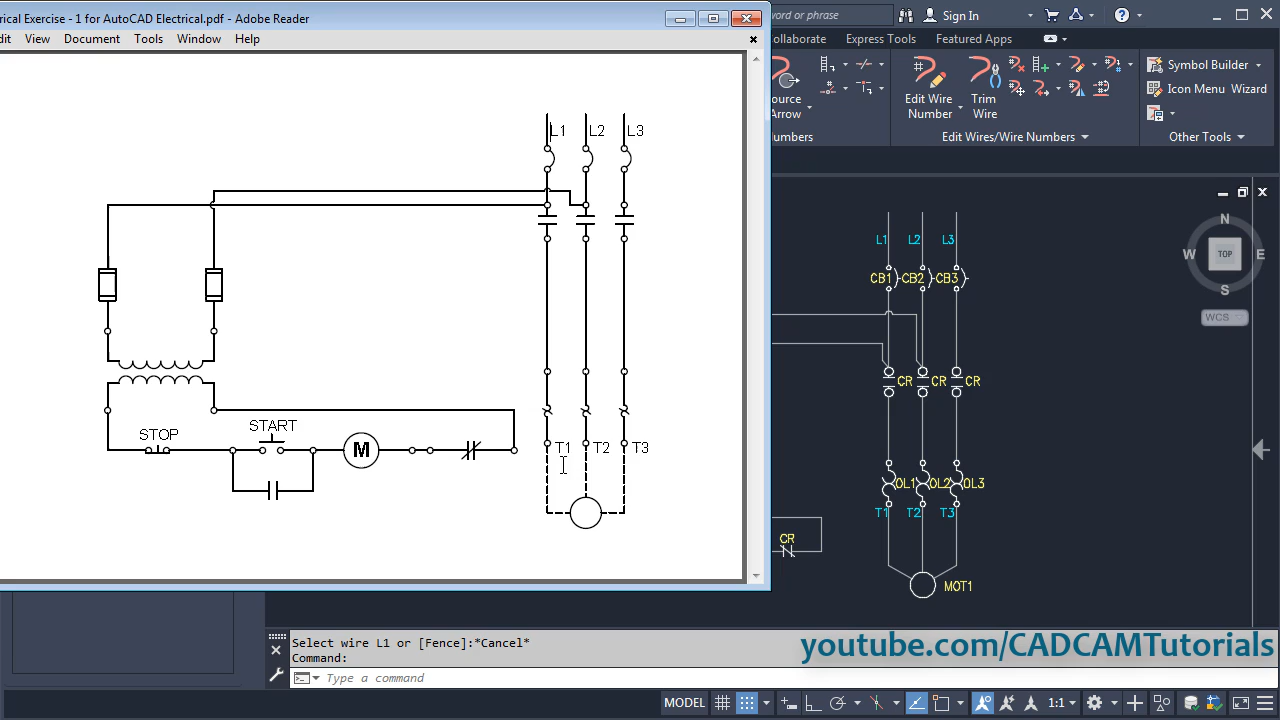 rical Exercise - 1 for AutoCAD Electrical.pdf - Adobe Reader
dit View Document Tools Window Help
L1 L2 L3
STOP
START
M
T1 T2 T3
or phrase
Sign In
?
ollaborate Express Tools Featured Apps
ource
Arrow
Edit Wire
Number
Trim
Wire
Symbol Builder
Icon Menu Wizard
umbers
Edit Wires/Wire Numbers
Other Tools
N
W TOP E
S
WCS
L1 L2 L3
CB1 CB2 CB3
CR CR CR
OL1 OL2 OL3
T1 T2 T3
CR
MOT1
Select wire L1 or [Fence]:*Cancel*
Command:
Type a command
youtube.com/CADCAMTutorials
MODEL
1:1